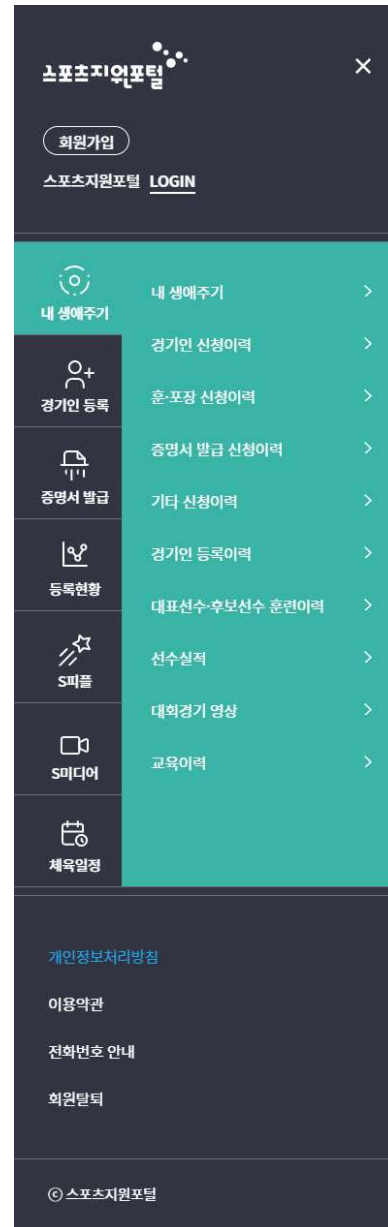 스포츠지원포털
회원가입
스포츠지원포털 LOGIN
내 생애주기
경기인 등록
증명서 발급
등록현황
S피플
S미디어
체육일정
내 생애주기
경기인 신청이력
훈·포장 신청이력
증명서 발급 신청이력
기타 신청이력
경기인 등록이력
대표선수·후보선수 훈련이력
선수실적
대회경기 영상
교육이력
개인정보처리방침
이용약관
전화번호 안내
회원탈퇴
ⓒ 스포츠지원포털